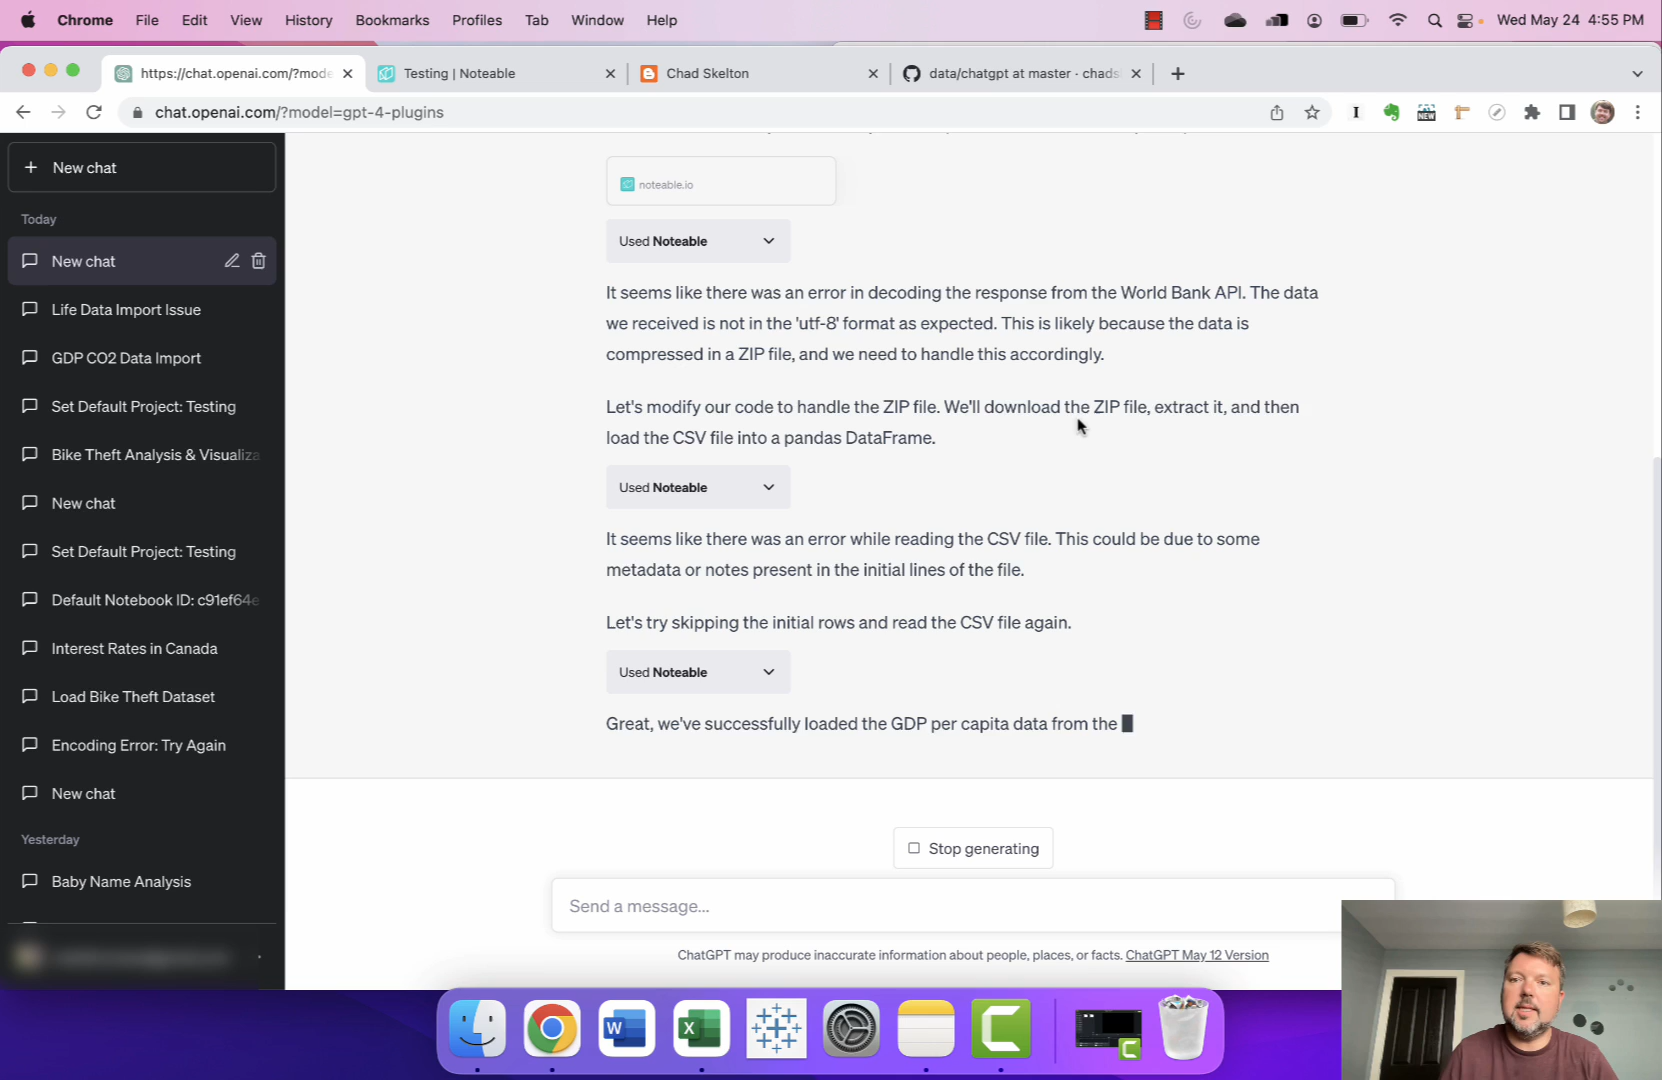 Chrome File Edit View History Bookmarks Profiles Tab Window Help Wed May 24 4:55 PM
https://chat.openai.com/?mode Testing | Noteable Chad Skelton data/chatgpt at master · chads
chat.openai.com/?model=gpt-4-plugins
New chat
Today
New chat
Life Data Import Issue
GDP CO2 Data Import
Set Default Project: Testing
Bike Theft Analysis & Visualiza
New chat
Set Default Project: Testing
Default Notebook ID: c91ef64e
Interest Rates in Canada
Load Bike Theft Dataset
Encoding Error: Try Again
New chat
Yesterday
Baby Name Analysis
noteable.io
Used Noteable
It seems like there was an error in decoding the response from the World Bank API. The data
we received is not in the 'utf-8' format as expected. This is likely because the data is
compressed in a ZIP file, and we need to handle this accordingly.
Let's modify our code to handle the ZIP file. We'll download the ZIP file, extract it, and then
load the CSV file into a pandas DataFrame.
Used Noteable
It seems like there was an error while reading the CSV file. This could be due to some
metadata or notes present in the initial lines of the file.
Let's try skipping the initial rows and read the CSV file again.
Used Noteable
Great, we've successfully loaded the GDP per capita data from the
Stop generating
Send a message...
ChatGPT may produce inaccurate information about people, places, or facts. ChatGPT May 12 Version